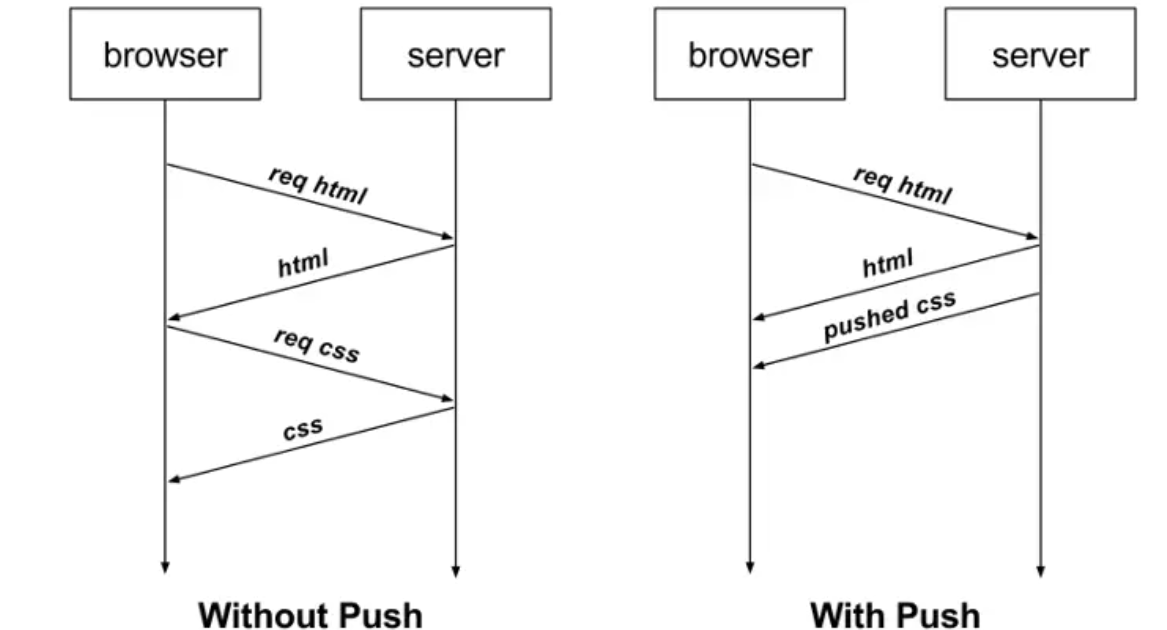 browser
server
req html
html
req css
css
Without Push
browser
server
req html
html
pushed css
With Push